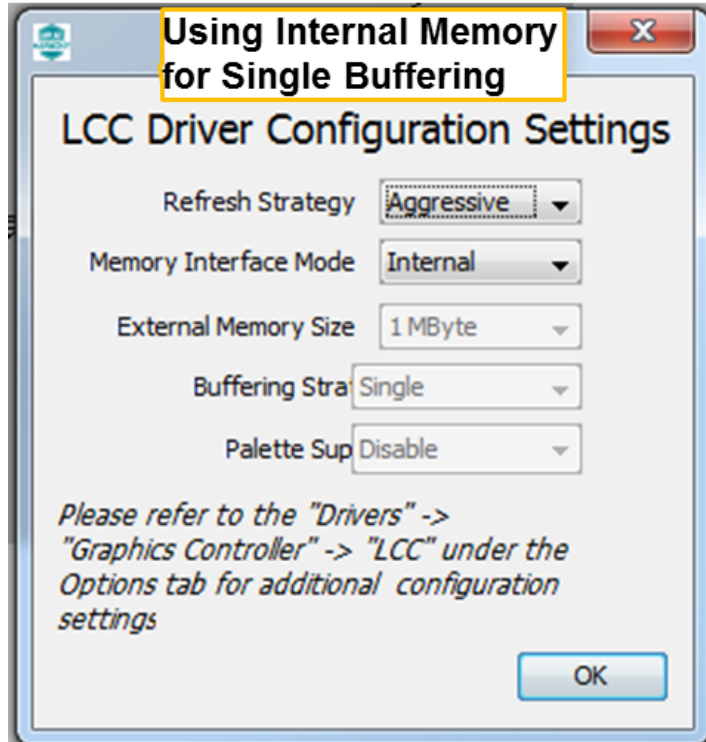 Using Internal Memory
for Single Buffering
LCC Driver Configuration Settings
Refresh Strategy Aggressive
Memory Interface Mode Internal
External Memory Size 1 MByte
Buffering Strat Single
Palette Sup Disable
Please refer to the "Drivers" ->
"Graphics Controller" -> "LCC" under the
Options tab for additional configuration
settings
OK